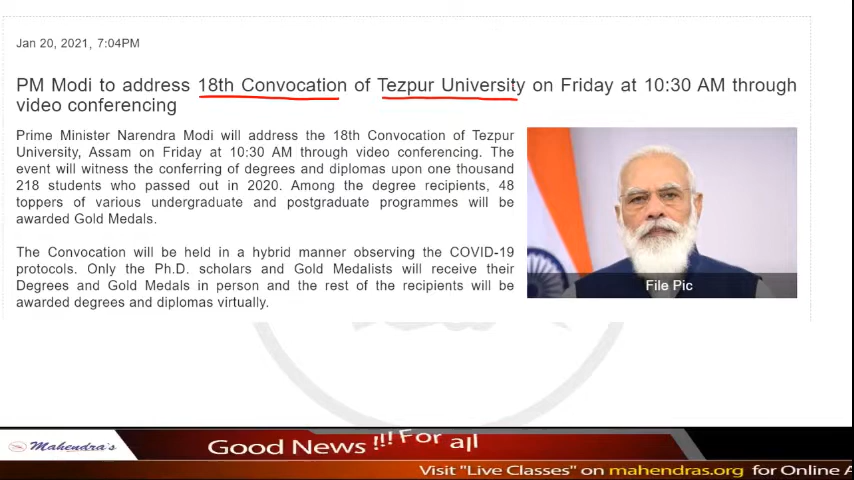 Jan 20, 2021, 7:04PM
PM Modi to address 18th Convocation of Tezpur University on Friday at 10:30 AM through
video conferencing
Prime Minister Narendra Modi will address the 18th Convocation of Tezpur
University, Assam on Friday at 10:30 AM through video conferencing. The
event will witness the conferring of degrees and diplomas upon one thousand
218 students who passed out in 2020. Among the degree recipients, 48
toppers of various undergraduate and postgraduate programmes will be
awarded Gold Medals.
The Convocation will be held in a hybrid manner observing the COVID-19
protocols. Only the Ph.D. scholars and Gold Medalists will receive their
Degrees and Gold Medals in person and the rest of the recipients will be
awarded degrees and diplomas virtually.
File Pic
Mahendra's
Good News !!! For all
Visit "Live Classes" on mahendras.org for Online A